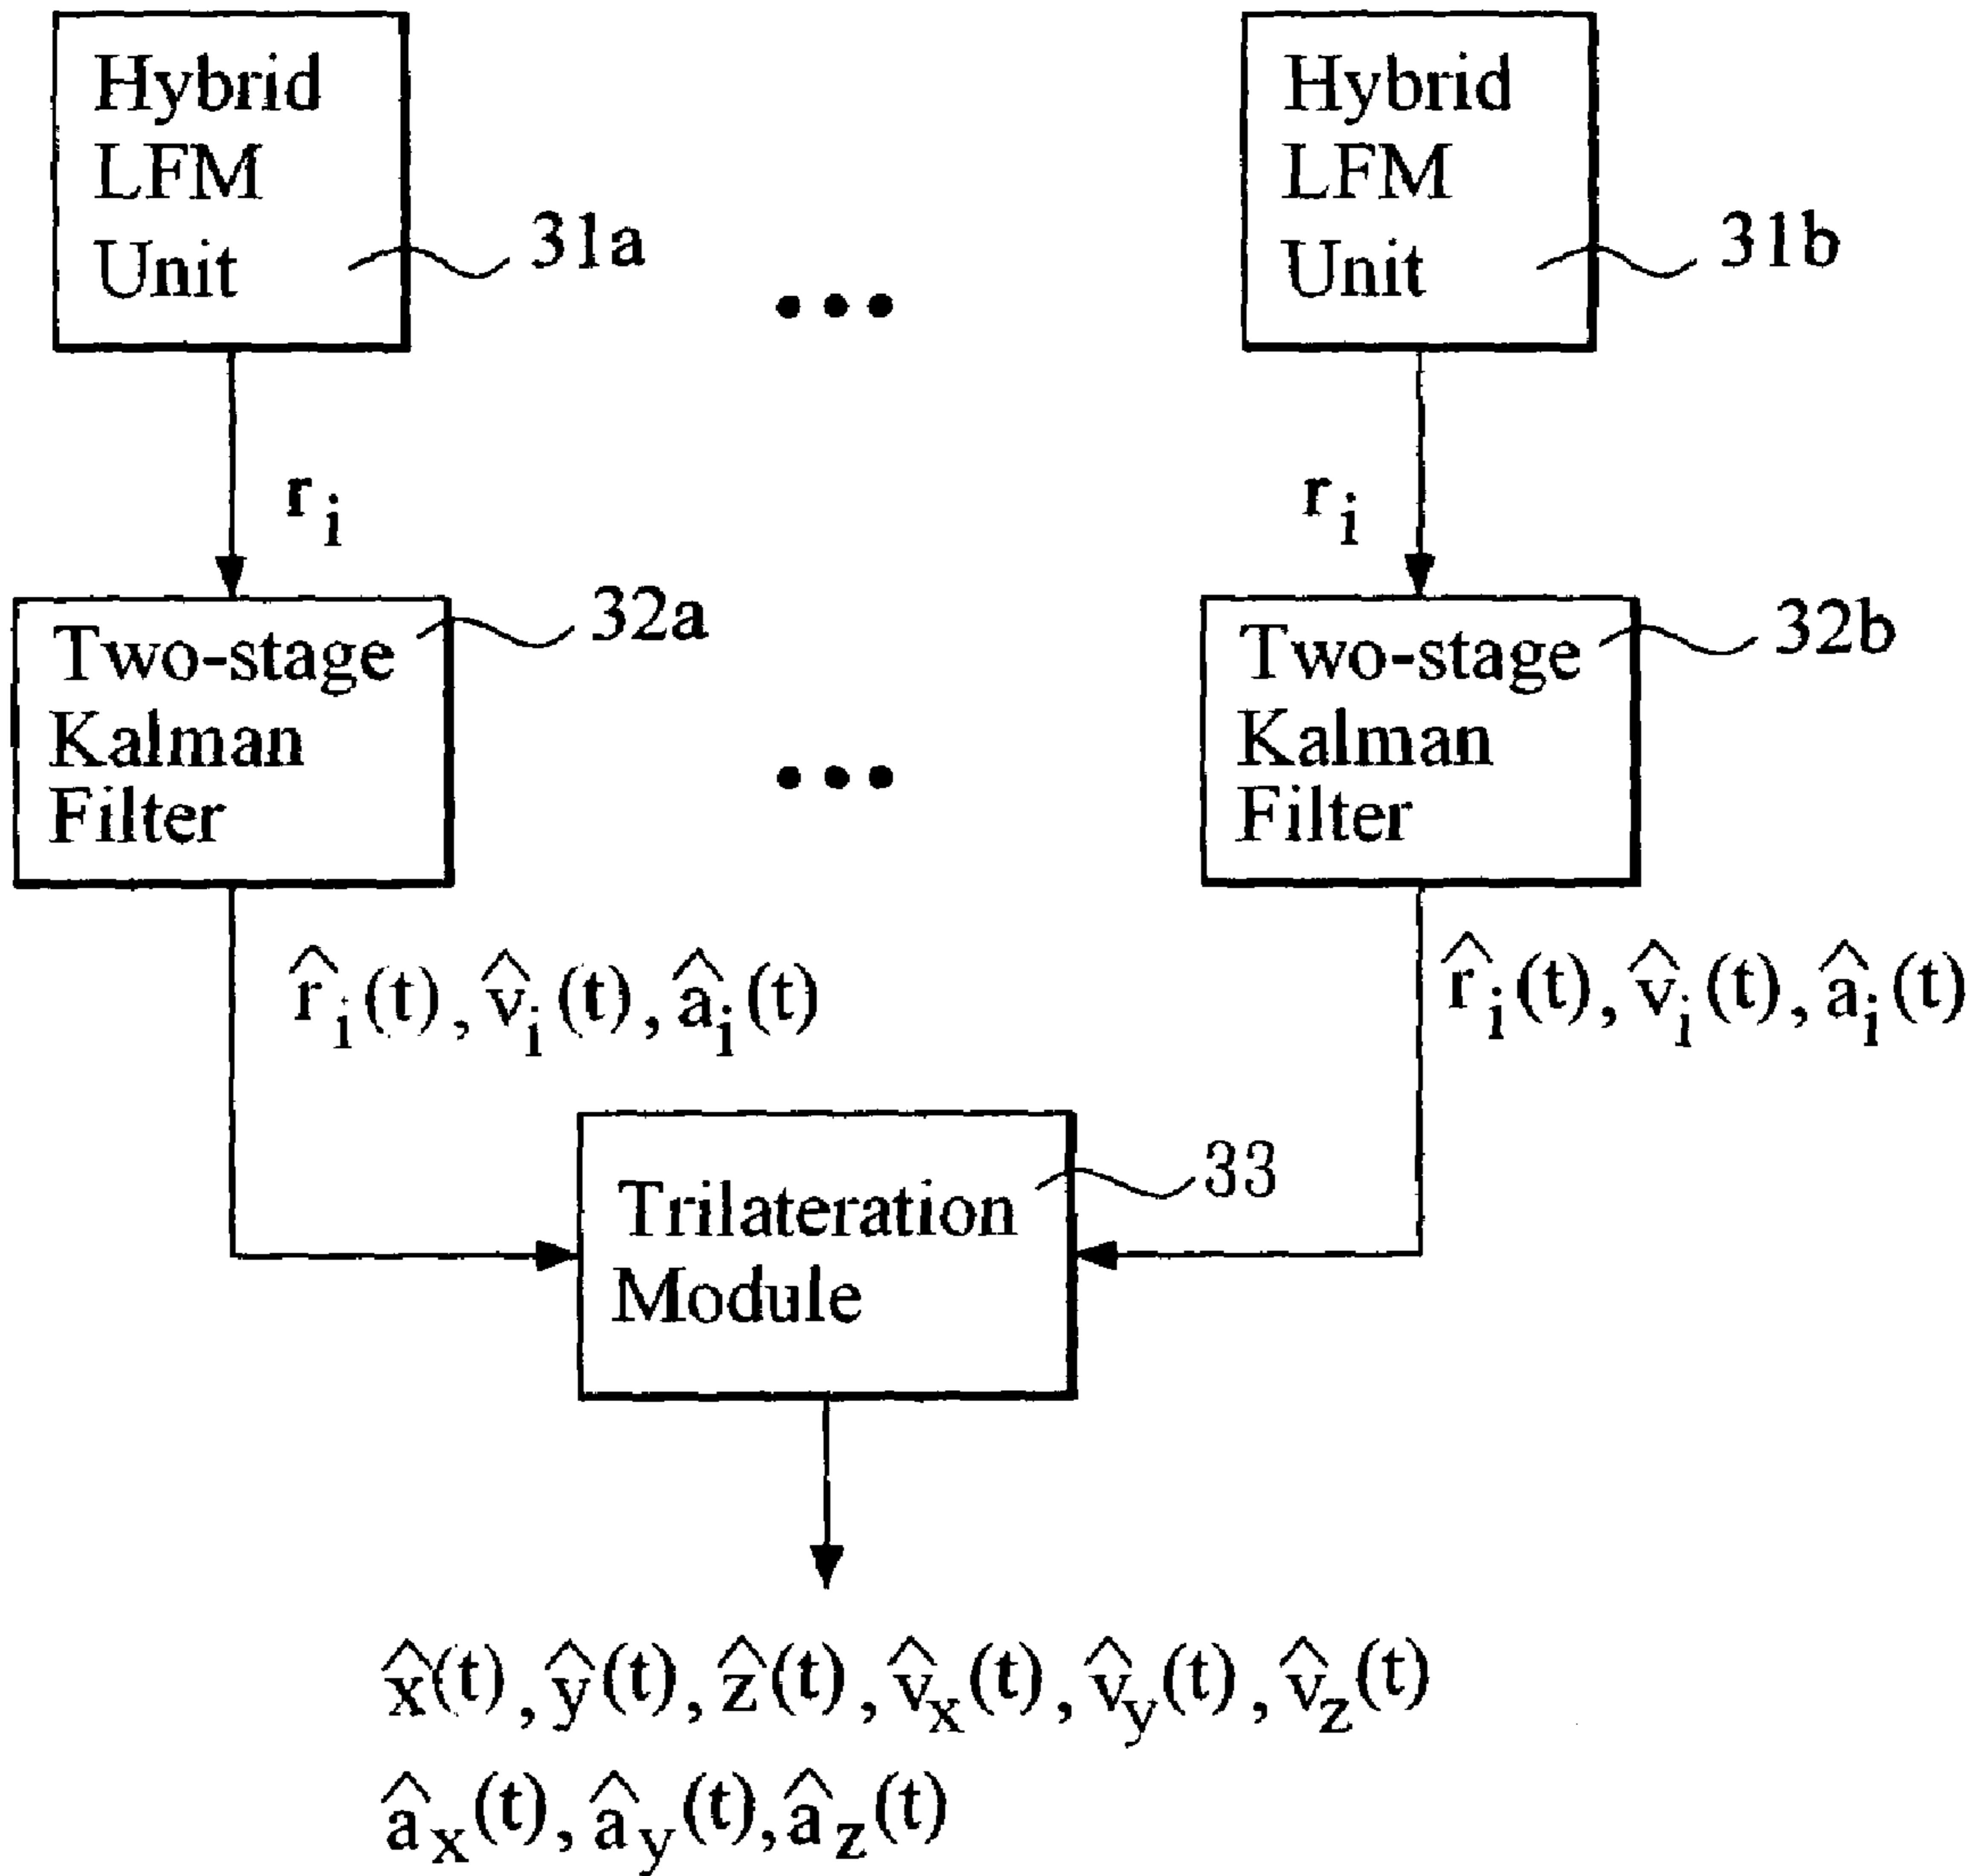 Hybrid
LFM
Unit
31a
Hybrid
LFM
Unit
31b
•••
r_i
r_i
Two-stage
Kalman
Filter
32a
Two-stage
Kalman
Filter
32b
•••
r̂_i(t), v̂_i(t), â_i(t)
r̂_i(t), v̂_i(t), â_i(t)
Trilateration
Module
33
x̂(t), ŷ(t), ẑ(t), v̂_x(t), v̂_y(t), v̂_z(t)
â_x(t), â_y(t), â_z(t)